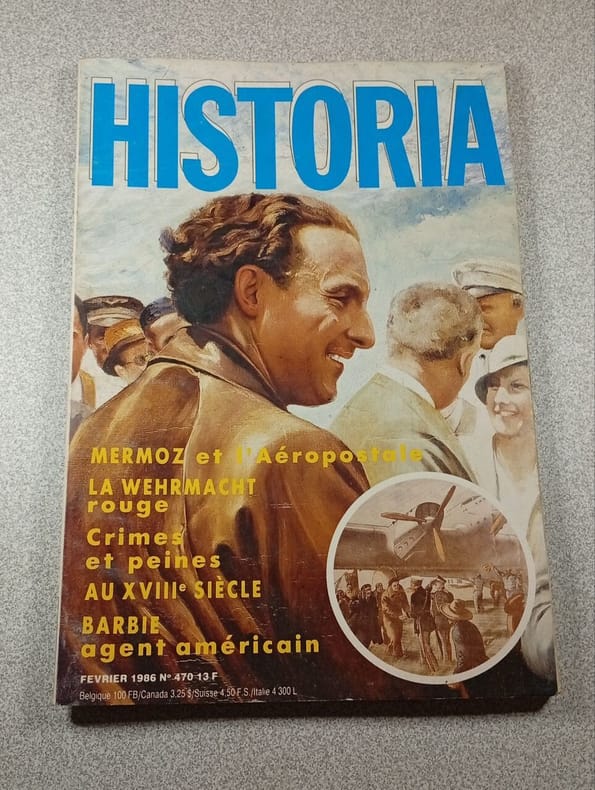 HISTORIA
MERMOZ et l'Aéropostale
LA WEHRMACHT
rouge
Crimes
et peines
AU XVIIIe SIÈCLE
BARBIE
agent américain
FEVRIER 1986 No 470 13 F
Belgique 100 FB/Canada 3.25 $/Suisse 4,50 F.S./Italie 4 300 L